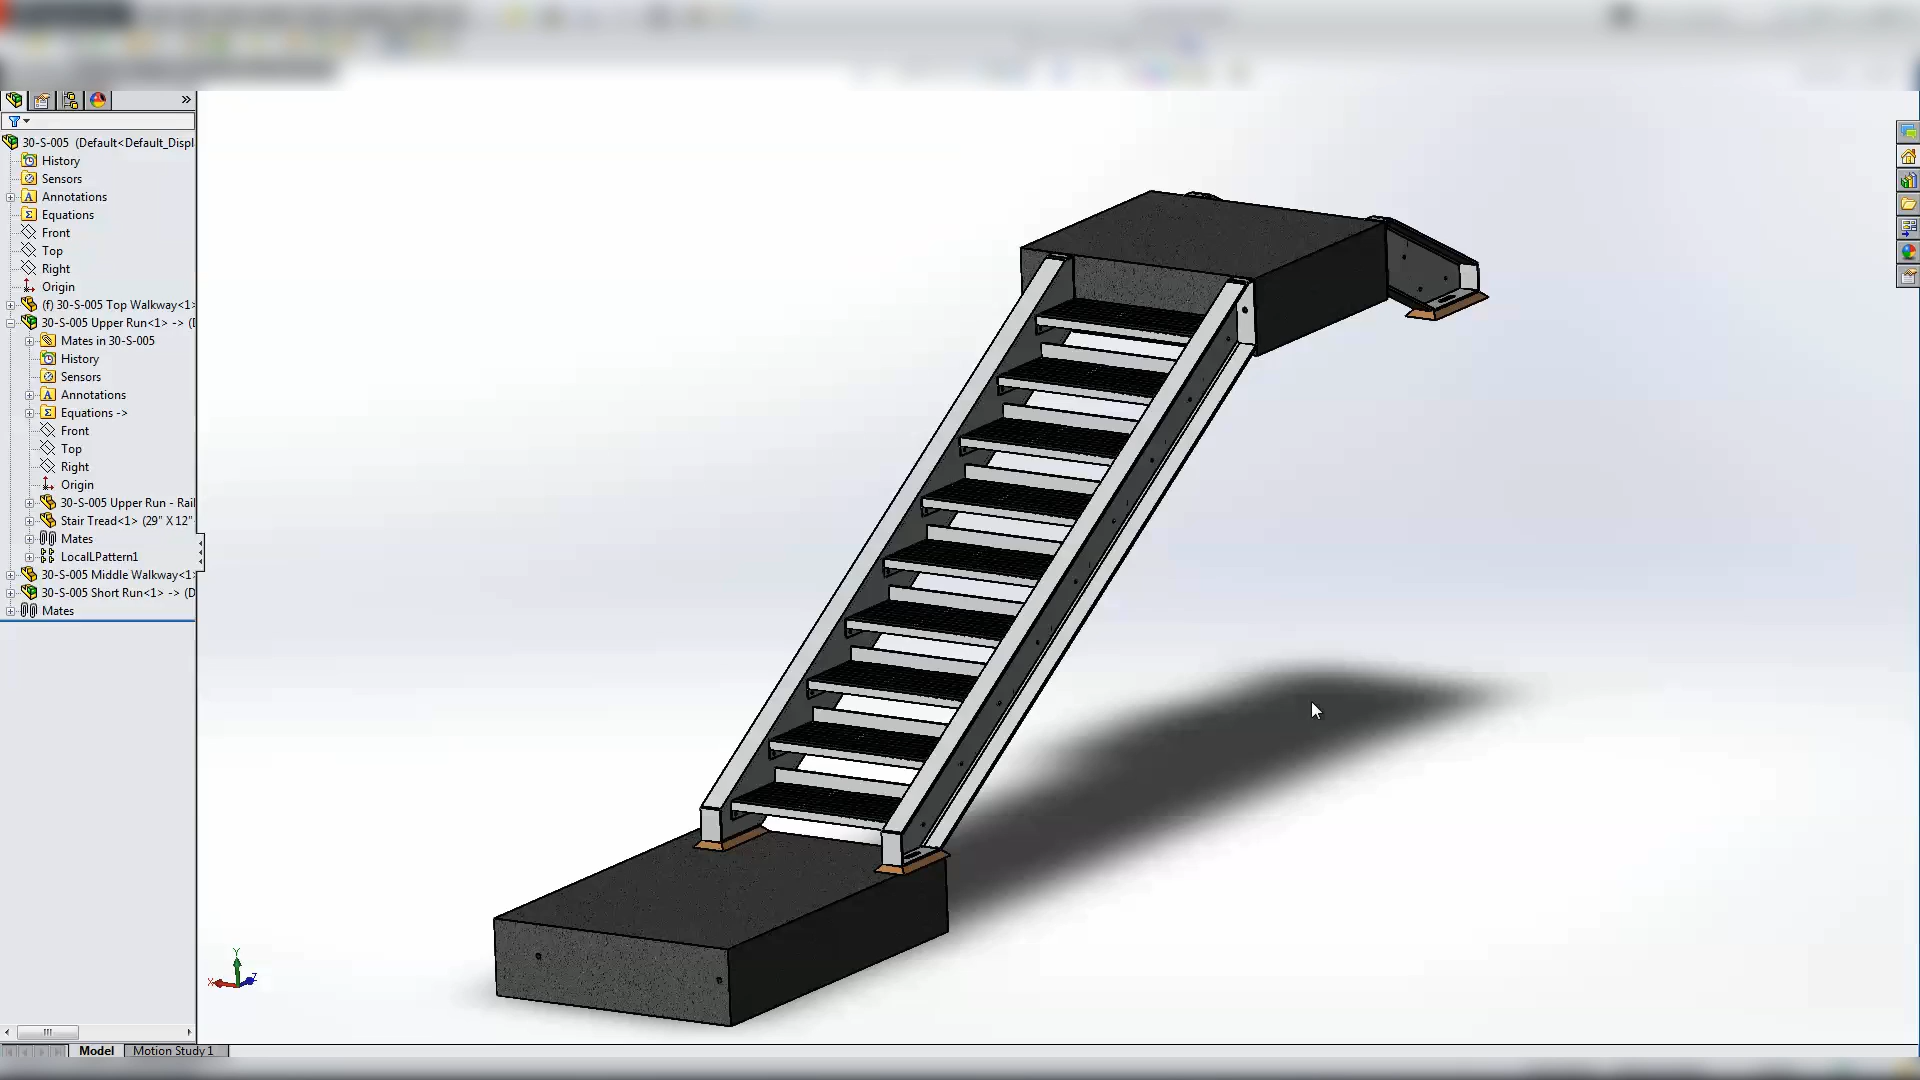 30-S-005 (Default<Default_Displ
History
Sensors
Annotations
Equations
Front
Top
Right
Origin
(f) 30-S-005 Top Walkway<1>
30-S-005 Upper Run<1> -> (D
Mates in 30-S-005
History
Sensors
Annotations
Equations ->
Front
Top
Right
Origin
30-S-005 Upper Run - Rail
Stair Tread<1> (29" X 12"
Mates
LocalLPattern1
30-S-005 Middle Walkway<1>
30-S-005 Short Run<1> -> (D
Mates
Y
X
Z
Model
Motion Study 1